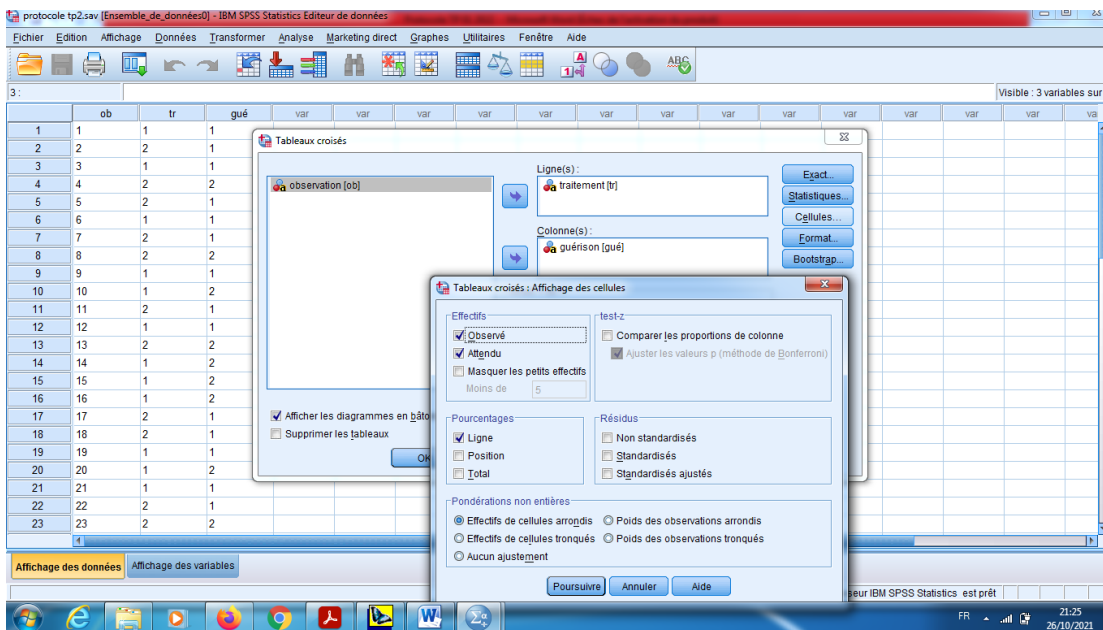 protocole tp2.sav [Ensemble_de_données0] - IBM SPSS Statistics Editeur de données
Fichier Edition Affichage Données Transformer Analyse Marketing direct Graphes Utilitaires Fenêtre Aide
3 :
Visible : 3 variables sur
ob tr gué var var var var var var var var var var var va
1 1 1 1
2 2 2 1
3 3 1 1
4 4 2 2
5 5 2 1
6 6 1 1
7 7 2 1
8 8 2 2
9 9 1 1
10 10 1 2
11 11 2 1
12 12 1 1
13 13 2 2
14 14 1 2
15 15 1 2
16 16 1 2
17 17 2 1
18 18 2 1
19 19 1 1
20 20 1 2
21 21 1 1
22 22 2 1
23 23 2 2
Tableaux croisés
observation [ob]
Ligne(s) :
traitement [tr]
Colonne(s) :
guérison [gué]
Exact...
Statistiques...
Cellules...
Format...
Bootstrap...
Afficher les diagrammes en bâto
Supprimer les tableaux
OK
Tableaux croisés : Affichage des cellules
Effectifs
Observé
Attendu
Masquer les petits effectifs
Moins de 5
test-z
Comparer les proportions de colonne
Ajuster les valeurs p (méthode de Bonferroni)
Pourcentages
Ligne
Position
Total
Résidus
Non standardisés
Standardisés
Standardisés ajustés
Pondérations non entières
Effectifs de cellules arrondis Poids des observations arrondis
Effectifs de cellules tronqués Poids des observations tronqués
Aucun ajustement
Poursuivre Annuler Aide
Affichage des données Affichage des variables
seur IBM SPSS Statistics est prêt
FR
21:25
26/10/2021